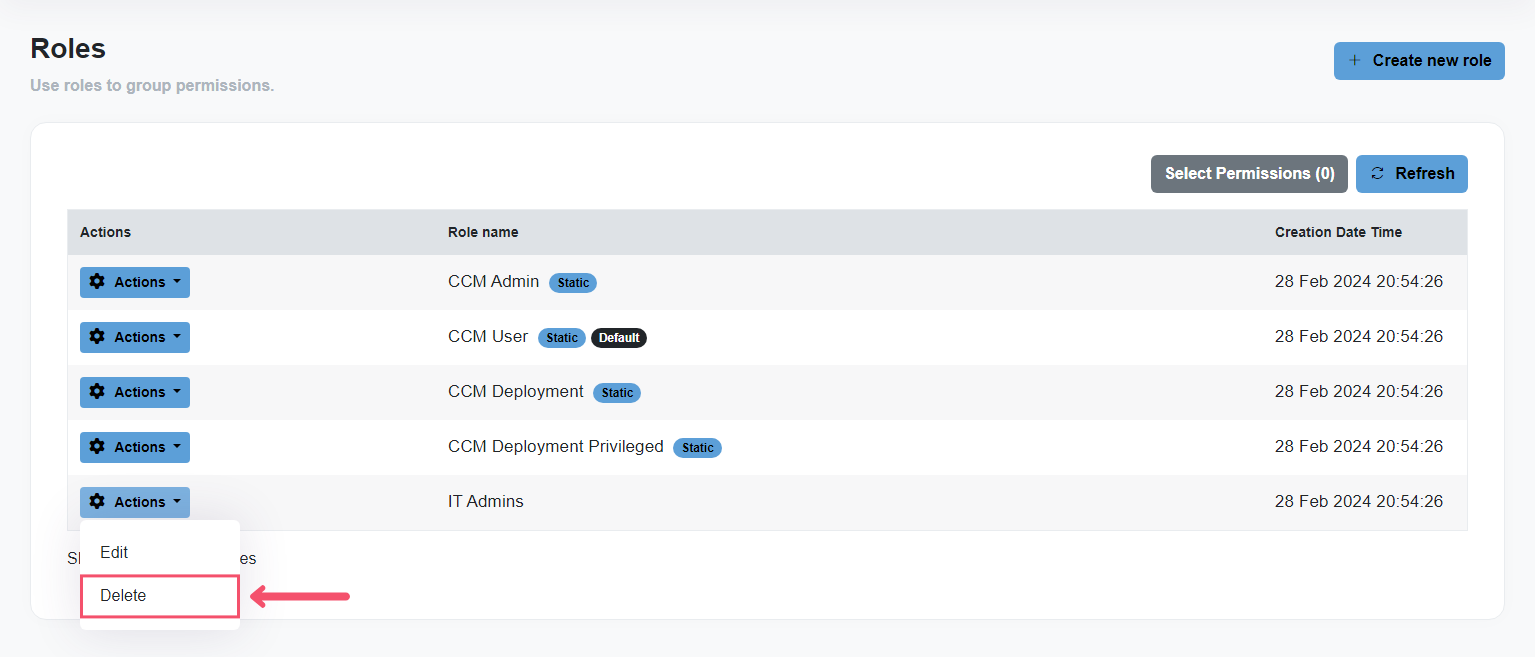 Roles
Use roles to group permissions.
Create new role
Select Permissions (0) Refresh
Actions Role name Creation Date Time
Actions CCM Admin Static 28 Feb 2024 20:54:26
Actions CCM User Static Default 28 Feb 2024 20:54:26
Actions CCM Deployment Static 28 Feb 2024 20:54:26
Actions CCM Deployment Privileged Static 28 Feb 2024 20:54:26
Actions IT Admins 28 Feb 2024 20:54:26
Edit
Delete